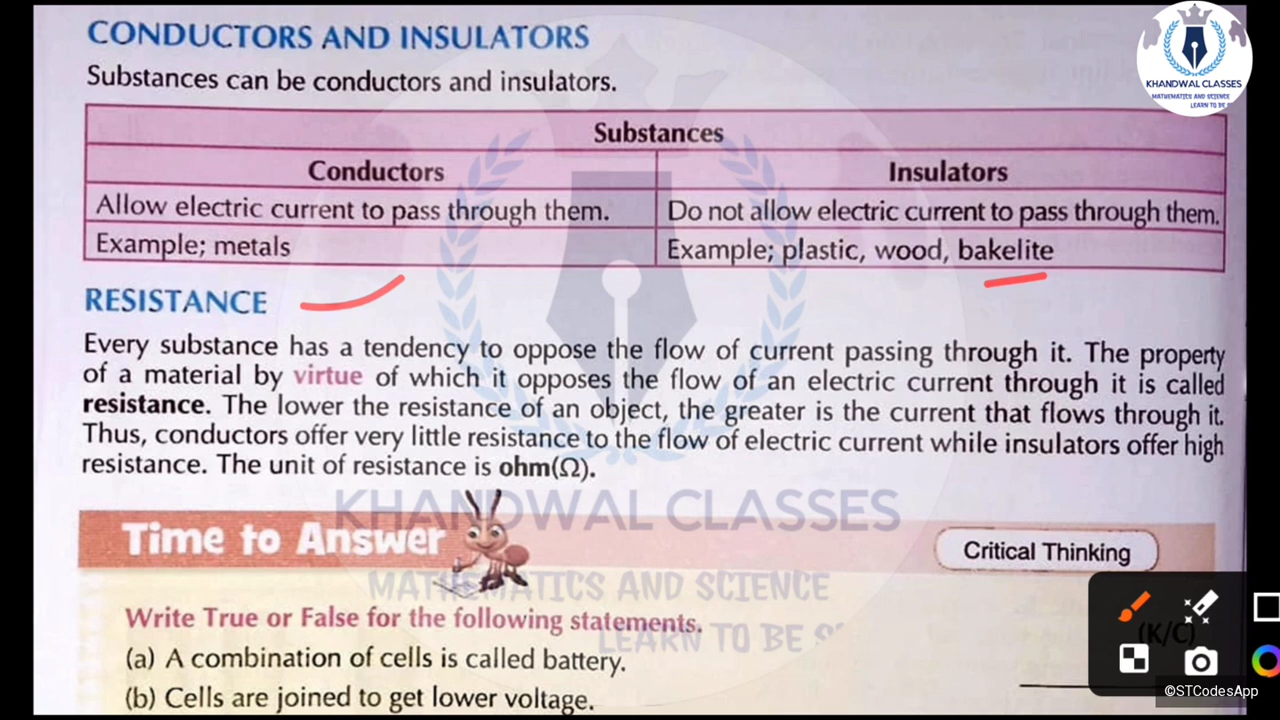 CONDUCTORS AND INSULATORS
Substances can be conductors and insulators.
Substances
Conductors
Insulators
Allow electric current to pass through them.
Do not allow electric current to pass through them.
Example; metals
Example; plastic, wood, bakelite
RESISTANCE
Every substance has a tendency to oppose the flow of current passing through it. The property
of a material by virtue of which it opposes the flow of an electric current through it is called
resistance. The lower the resistance of an object, the greater is the current that flows through it.
Thus, conductors offer very little resistance to the flow of electric current while insulators offer high
resistance. The unit of resistance is ohm(Ω).
KHANDWAL CLASSES
MATHEMATICS AND SCIENCE
LEARN TO BE
Time to Answer
Critical Thinking
Write True or False for the following statements.
(K/C)
(a) A combination of cells is called battery.
(b) Cells are joined to get lower voltage.
KHANDWAL CLASSES
MATHEMATICS AND SCIENCE
LEARN TO BE
©STCodesApp